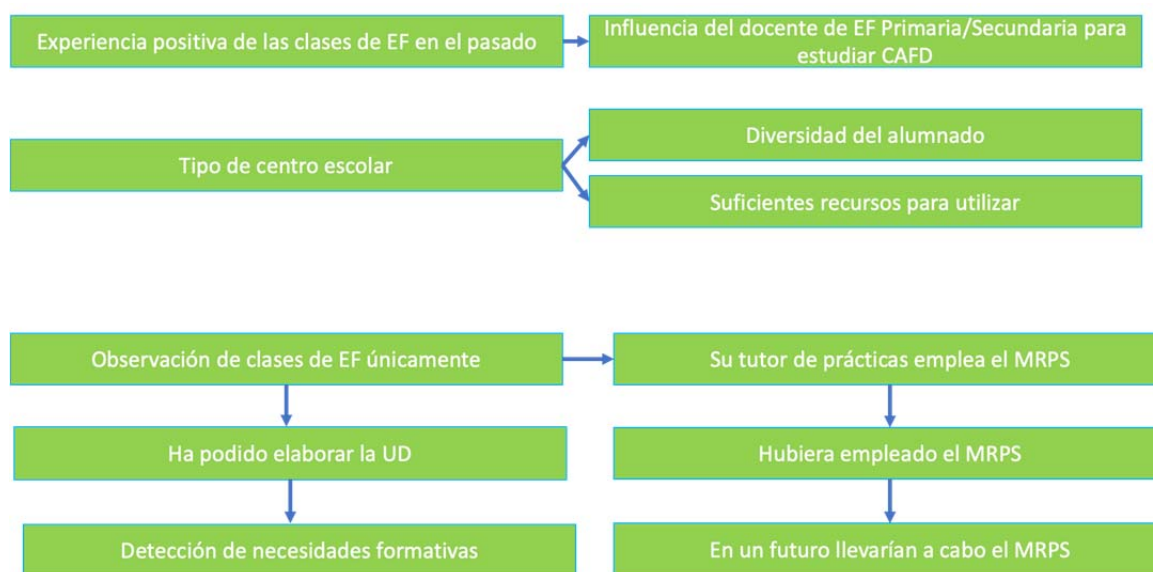 Experiencia positiva de las clases de EF en el pasado
Influencia del docente de EF Primaria/Secundaria para
estudiar CAFD
Tipo de centro escolar
Diversidad del alumnado
Suficientes recursos para utilizar
Observación de clases de EF únicamente
Su tutor de prácticas emplea el MRPS
Ha podido elaborar la UD
Hubiera empleado el MRPS
Detección de necesidades formativas
En un futuro llevarían a cabo el MRPS